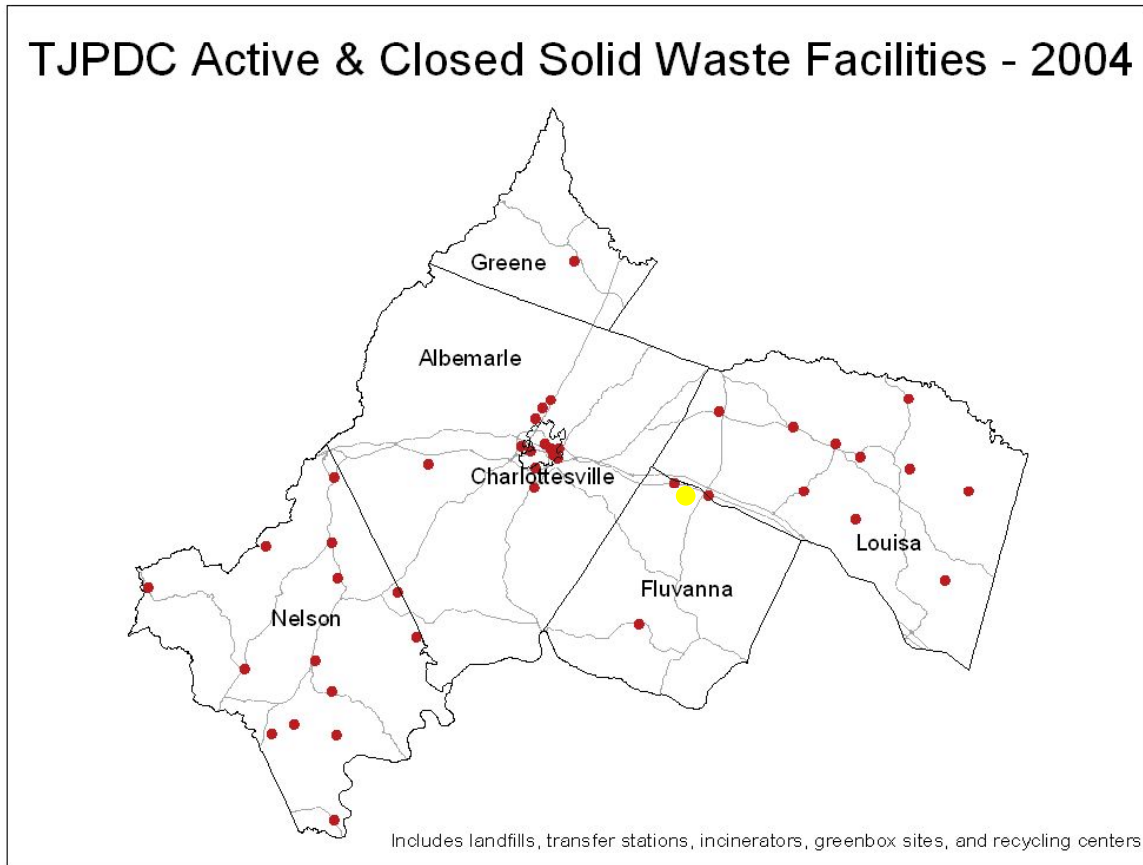 TJPDC Active & Closed Solid Waste Facilities - 2004
Greene
Albemarle
Charlottesville
Louisa
Fluvanna
Nelson
Includes landfills, transfer stations, incinerators, greenbox sites, and recycling centers